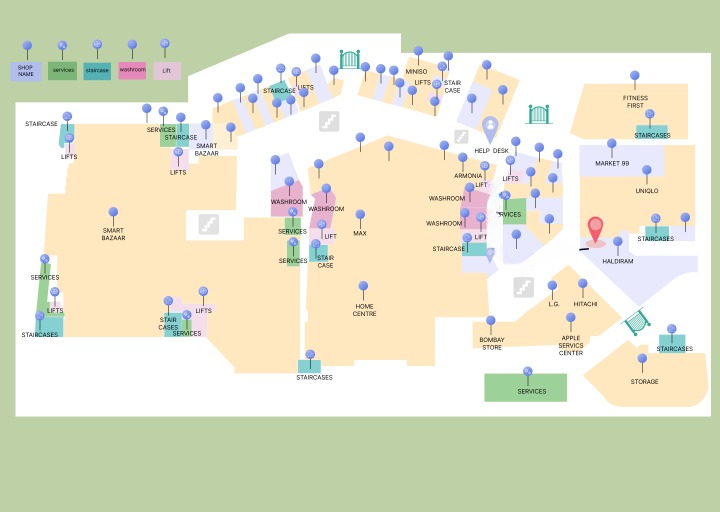 SHOP
NAME
services
staircase
washroom
Lift
MINISO
LIFTS
STAIR
CASE
STAIRCASE
LIFTS
FITNESS
FIRST
STAIRCASES
STAIRCASE
LIFTS
SERVICES
STAIRCASE
LIFTS
SMART
BAZAAR
HELP DESK
MARKET 99
ARMONIA
LIFT
LIFTS
UNIQLO
WASHROOM
WASHROOM
WASHROOM
WASHROOM
SMART
BAZAAR
SERVICES
LIFT
MAX
LIFT
STAIRCASE
STAIRCASES
SERVICES
STAIR
CASE
HALDIRAM
SERVICES
LIFTS
STAIRCASES
STAIR
CASES
LIFTS
SERVICES
HOME
CENTRE
L.G.
HITACHI
BOMBAY
STORE
APPLE
SERVICS
CENTER
STAIRCASES
STAIRCASES
STORAGE
SERVICES